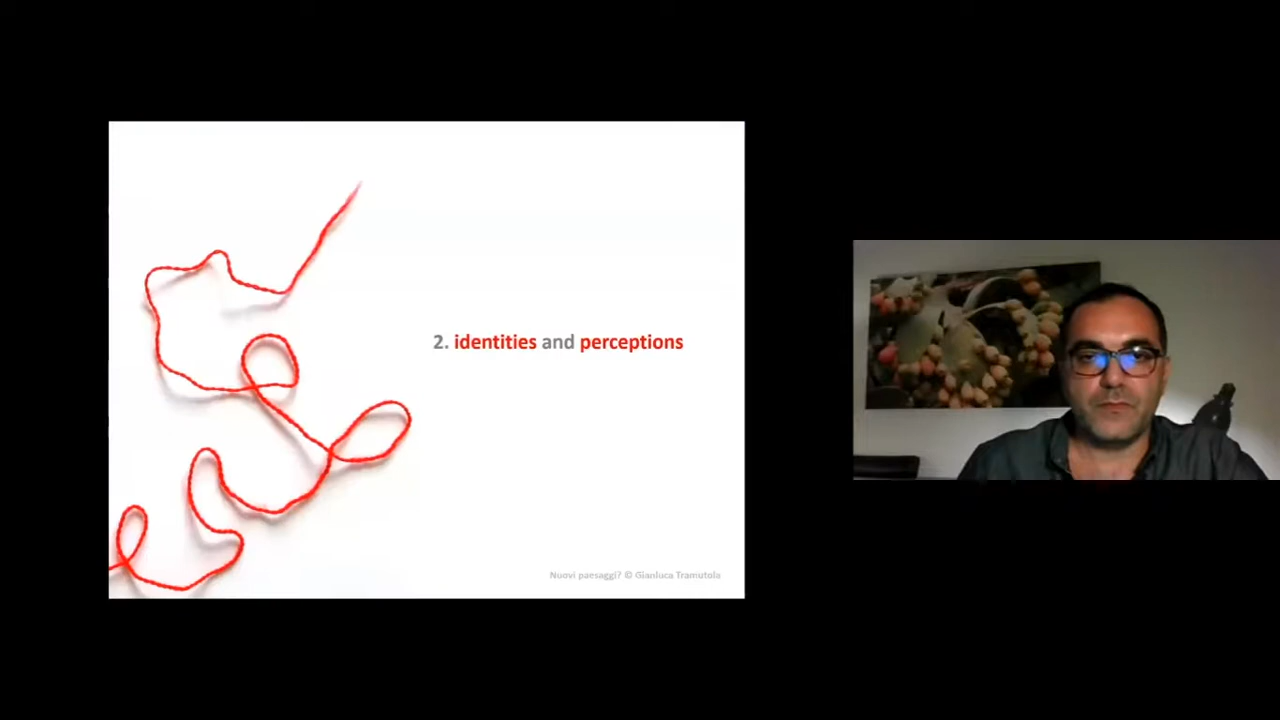 2. identities and perceptions
Nuovi paesaggi? © Gianluca Tramutola